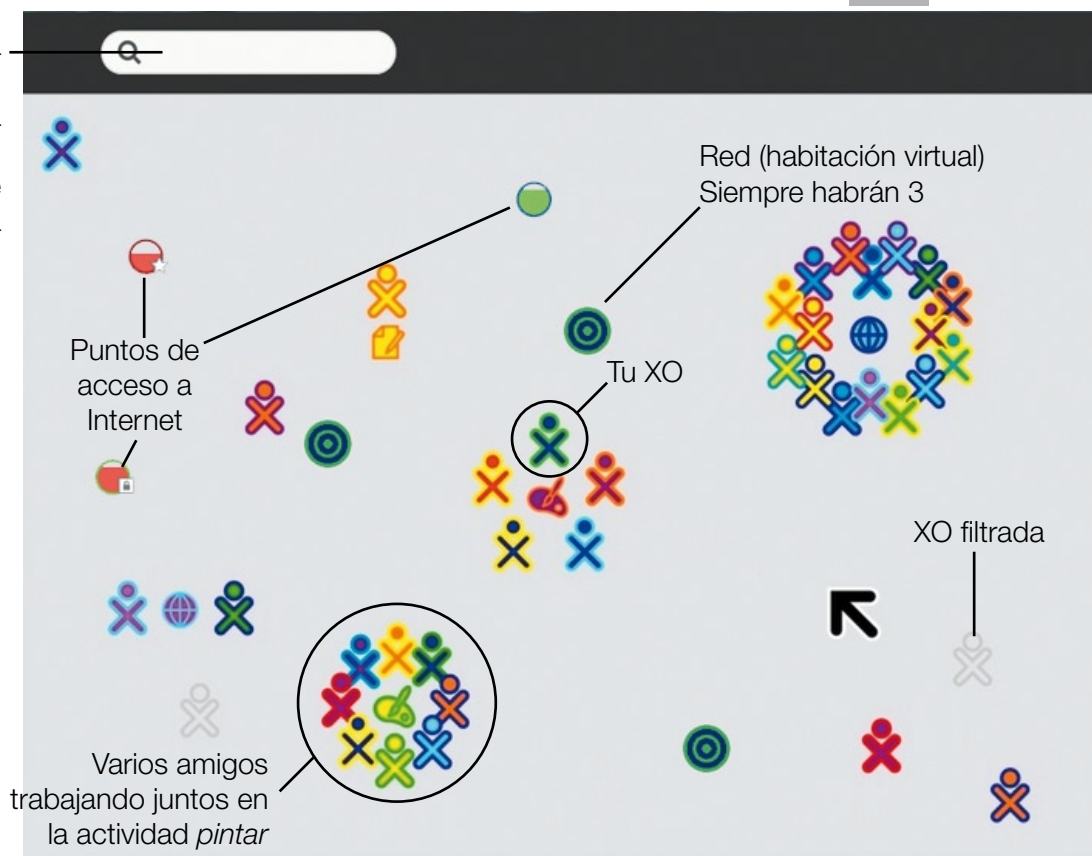 Red (habitación virtual)
Siempre habrán 3
Puntos de
acceso a
Internet
Tu XO
XO filtrada
Varios amigos
trabajando juntos en
la actividad pintar